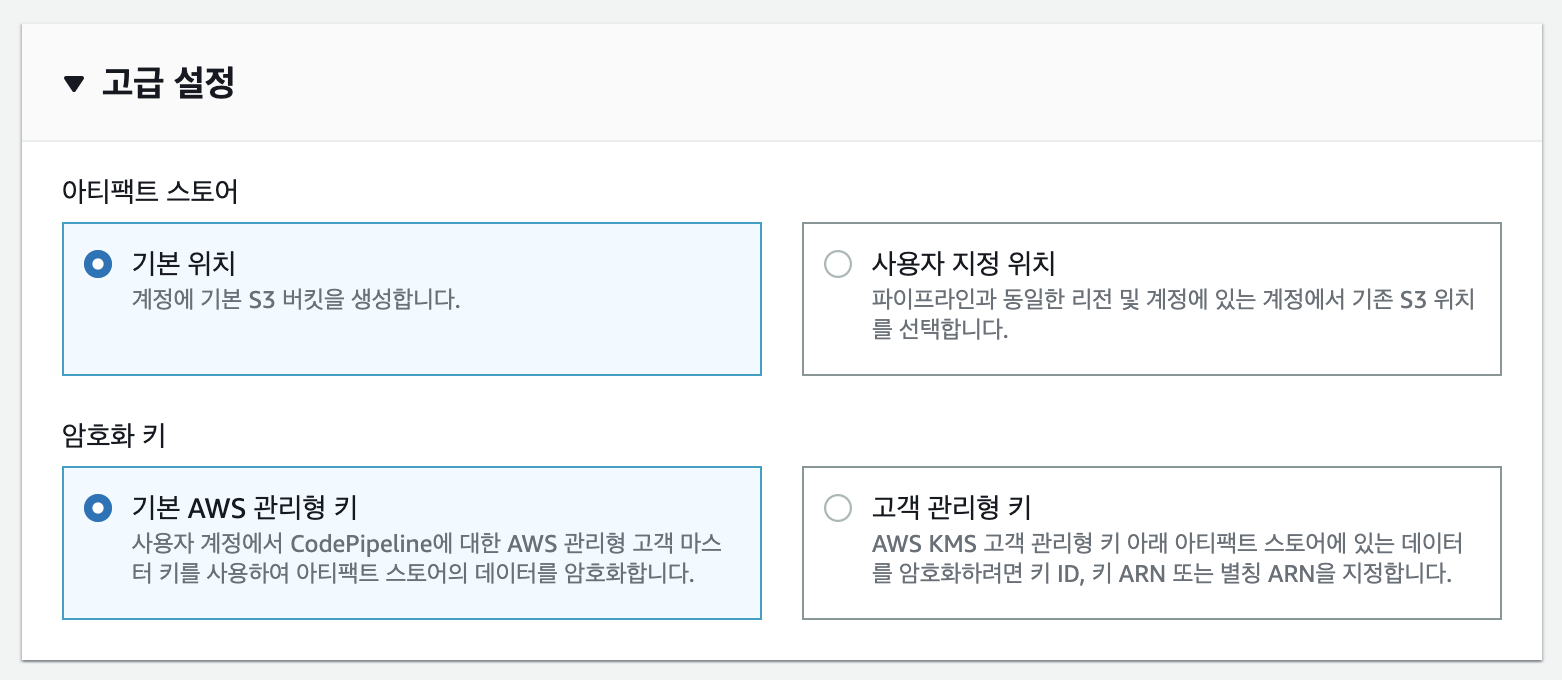 고급 설정
아티팩트 스토어
기본 위치
계정에 기본 S3 버킷을 생성합니다.
사용자 지정 위치
파이프라인과 동일한 리전 및 계정에 있는 계정에서 기존 S3 위치
를 선택합니다.
암호화 키
기본 AWS 관리형 키
사용자 계정에서 CodePipeline에 대한 AWS 관리형 고객 마스
터 키를 사용하여 아티팩트 스토어의 데이터를 암호화합니다.
고객 관리형 키
AWS KMS 고객 관리형 키 아래 아티팩트 스토어에 있는 데이터
를 암호화하려면 키 ID, 키 ARN 또는 별칭 ARN을 지정합니다.